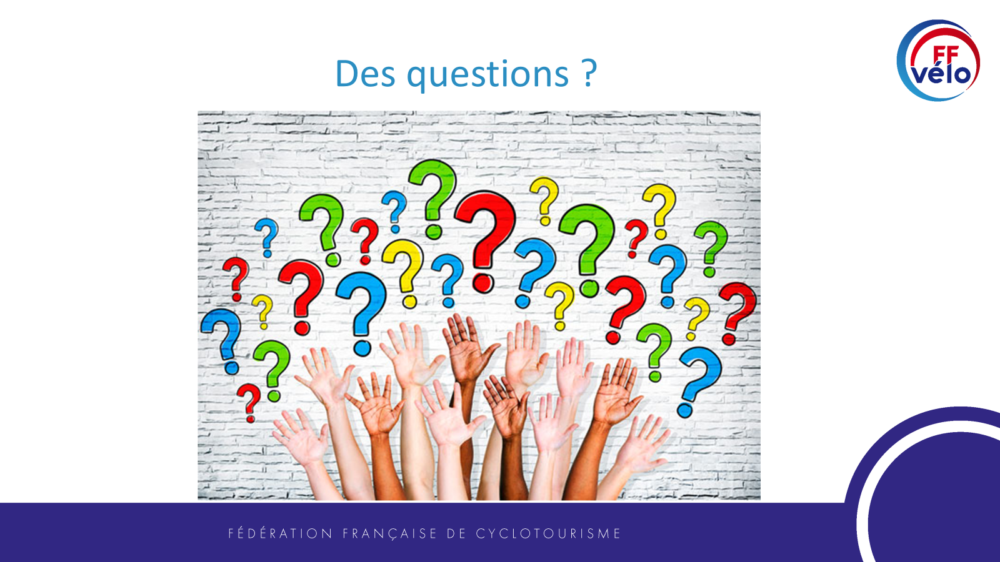 Des questions ?
FF
vélo
FÉDÉRATION FRANÇAISE DE CYCLOTOURISME